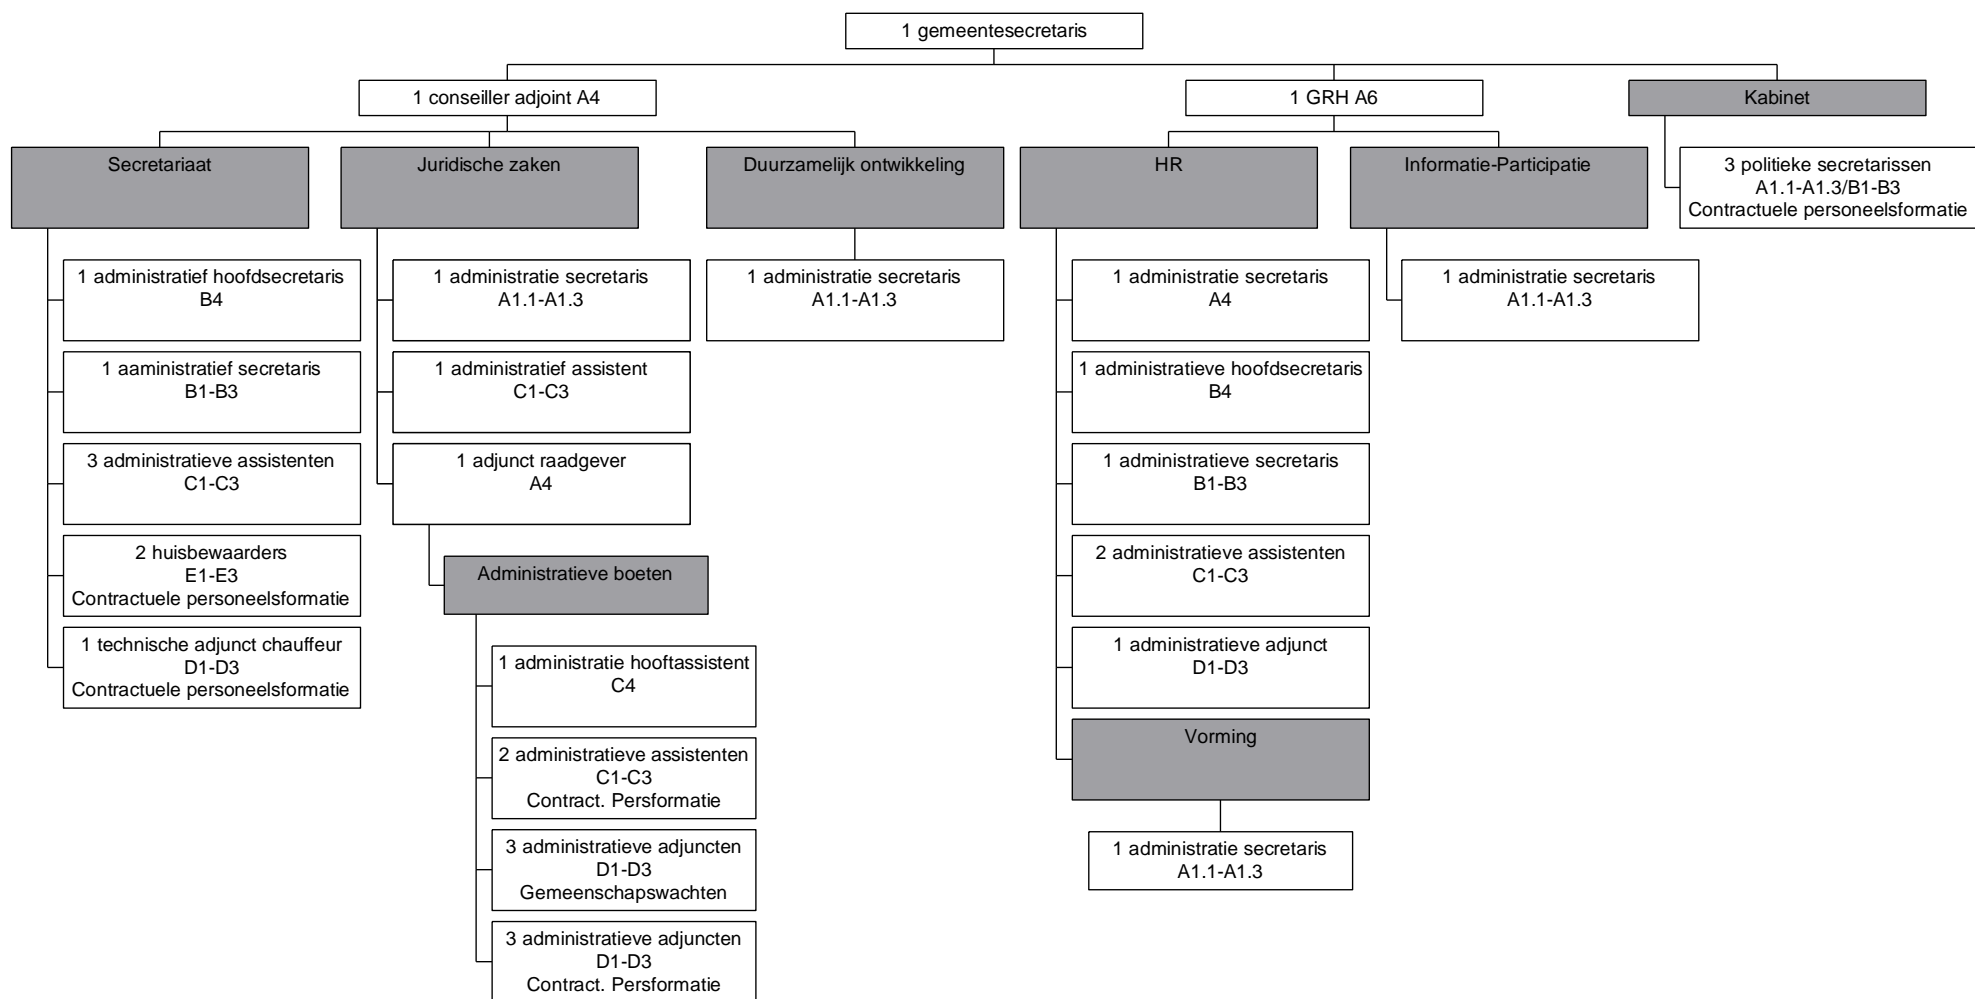 1 gemeentesecretaris
1 conseiller adjoint A4
1 GRH A6
Kabinet
Secretariaat
Juridische zaken
Duurzamelijk ontwikkeling
HR
Informatie-Participatie
3 politieke secretarissen
A1.1-A1.3/B1-B3
Contractuele personeelsformatie
1 administratief hoofdsecretaris
B4
1 aaministratief secretaris
B1-B3
3 administratieve assistenten
C1-C3
2 huisbewaarders
E1-E3
Contractuele personeelsformatie
1 technische adjunct chauffeur
D1-D3
Contractuele personeelsformatie
1 administratie secretaris
A1.1-A1.3
1 administratief assistent
C1-C3
1 adjunct raadgever
A4
Administratieve boeten
1 administratie hooftassistent
C4
2 administratieve assistenten
C1-C3
Contract. Persformatie
3 administratieve adjuncten
D1-D3
Gemeenschapswachten
3 administratieve adjuncten
D1-D3
Contract. Persformatie
1 administratie secretaris
A1.1-A1.3
1 administratie secretaris
A4
1 administratieve hoofdsecretaris
B4
1 administratieve secretaris
B1-B3
2 administratieve assistenten
C1-C3
1 administratieve adjunct
D1-D3
Vorming
1 administratie secretaris
A1.1-A1.3
1 administratie secretaris
A1.1-A1.3